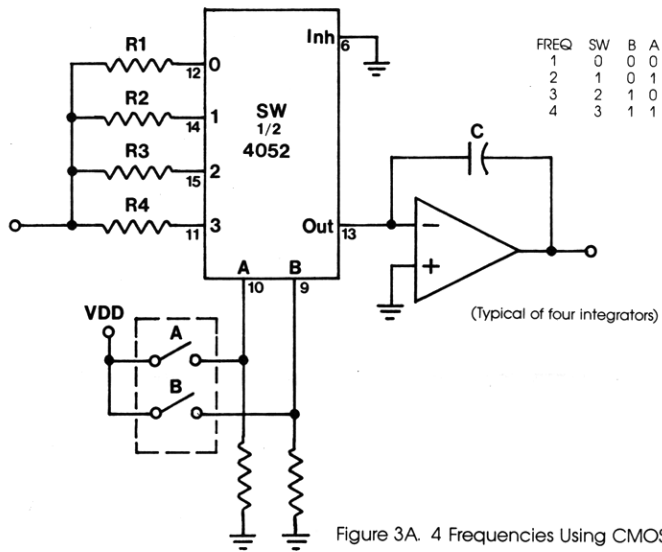 R1
12
0
R2
14
1
R3
15
2
R4
11
3
SW
1/2
4052
Inh
6
Out
13
A
10
B
9
VDD
A
B
C
−
+
(Typical of four integrators)
FREQ SW B A
1 0 0 0
2 1 0 1
3 2 1 0
4 3 1 1
Figure 3A. 4 Frequencies Using CMOS